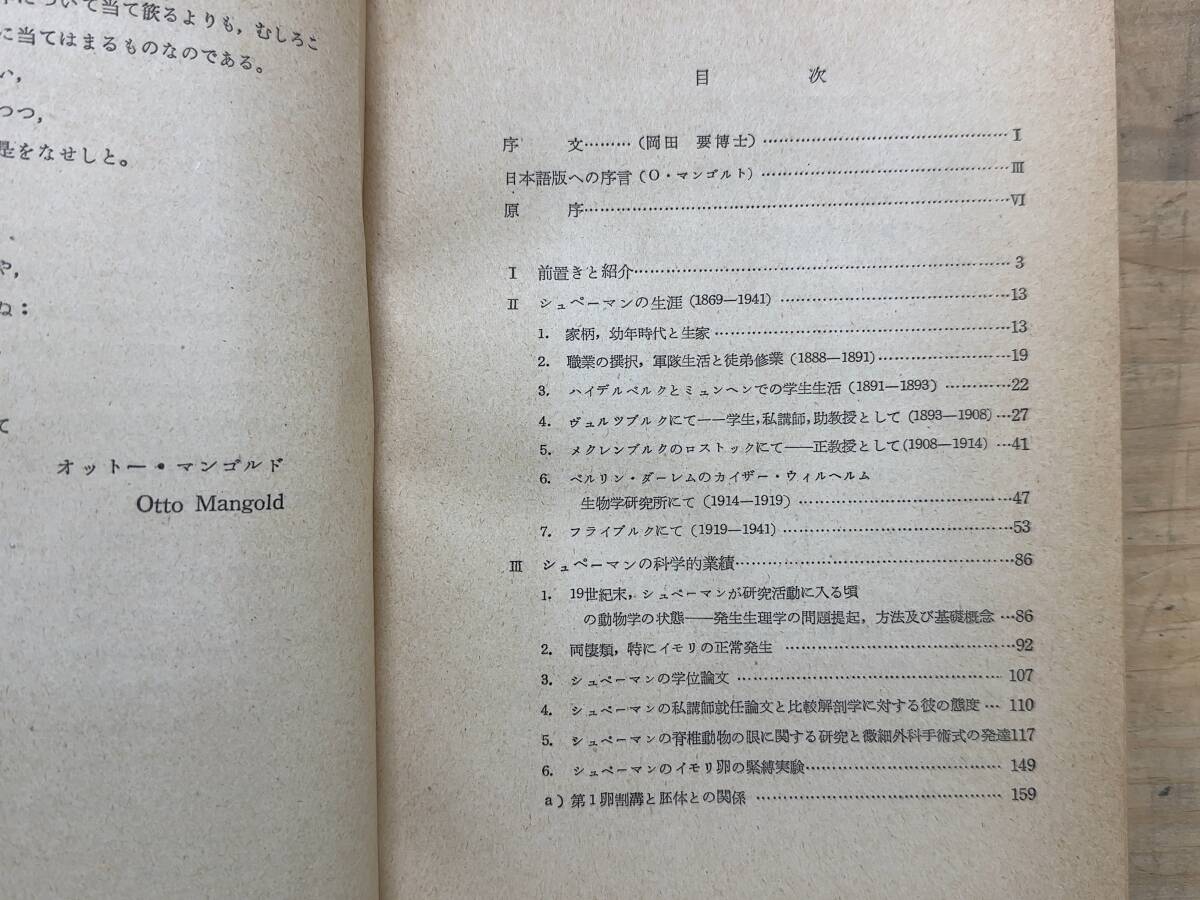 について当て篏るよりも，むしろこ
に当てはまるものなのである。
い，
つつ，
是をなせしと。
や，
ね：
て
オットー・マンゴルド
Otto Mangold
目 次
序 文………（岡田 要博士）……………………………………Ⅰ
日本語版への序言（O・マンゴルト）……………………………………Ⅲ
原 序……………………………………………………………Ⅵ
Ⅰ 前置きと紹介……………………………………………………3
Ⅱ シュペーマンの生涯（1869—1941）………………………………13
1. 家柄，幼年時代と生家……………………………………………13
2. 職業の撰択，軍隊生活と徒弟修業（1888—1891）………………19
3. ハイデルベルクとミュンヘンでの学生生活（1891—1893）…………22
4. ヴュルツブルクにて——学生，私講師，助教授として（1893—1908）…27
5. メクレンブルクのロストックにて——正教授として（1908—1914）…41
6. ベルリン・ダーレムのカイザー・ウィルヘルム
生物学研究所にて（1914—1919）……………………………47
7. フライブルクにて（1919—1941）………………………………53
Ⅲ シュペーマンの科学的業績………………………………………86
1. 19世紀末，シュペーマンが研究活動に入る頃
の動物学の状態——発生生理学の問題提起，方法及び基礎概念…86
2. 両棲類，特にイモリの正常発生…………………………………92
3. シュペーマンの学位論文…………………………………………107
4. シュペーマンの私講師就任論文と比較解剖学に対する彼の態度…110
5. シュペーマンの脊椎動物の眼に関する研究と微細外科手術式の発達117
6. シュペーマンのイモリ卵の緊縛実験……………………………149
a）第1卵割溝と胚体との関係……………………………………159